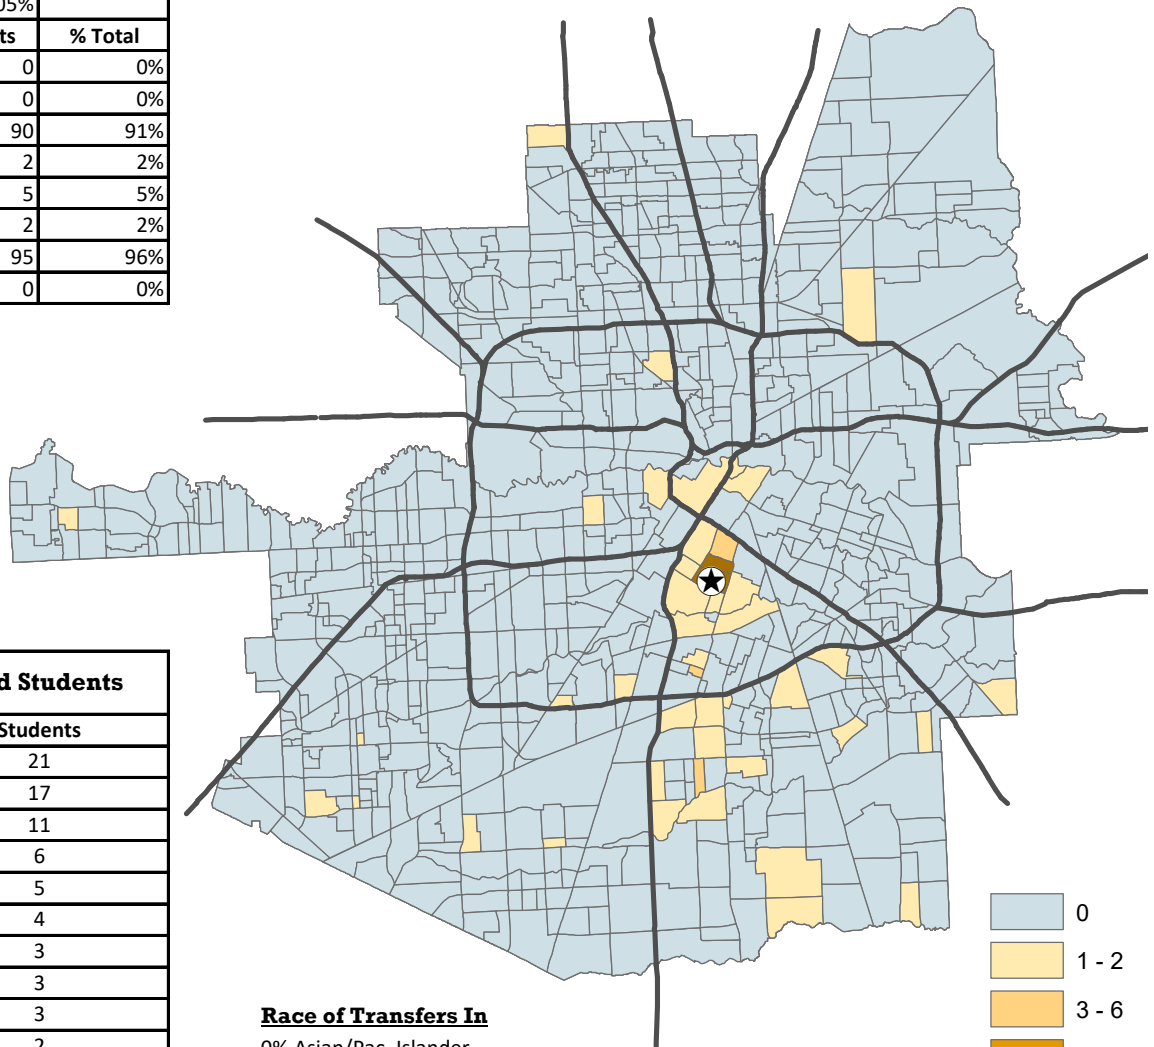 05%
ts % Total
0 0%
0 0%
90 91%
2 2%
5 5%
2 2%
95 96%
0 0%
d Students
Students
21
17
11
6
5
4
3
3
3
2
Race of Transfers In
0% Asian/Pac. Islander
0
1 - 2
3 - 6